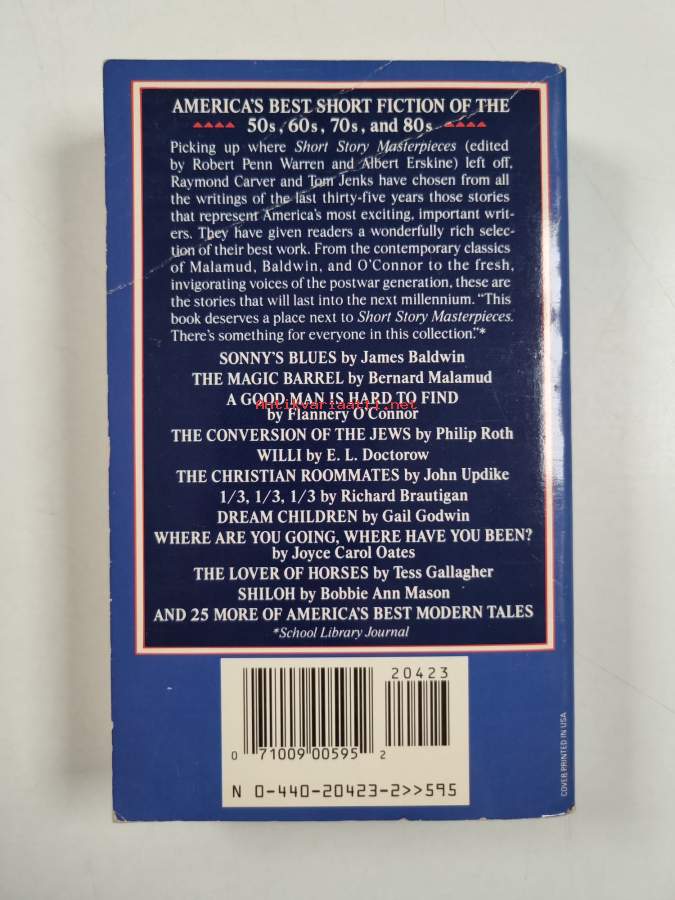 AMERICA'S BEST SHORT FICTION OF THE
50s, 60s, 70s, and 80s
Picking up where Short Story Masterpieces (edited
by Robert Penn Warren and Albert Erskine) left off,
Raymond Carver and Tom Jenks have chosen from all
the writings of the last thirty-five years those stories
that represent America's most exciting, important writ-
ers. They have given readers a wonderfully rich selec-
tion of their best work. From the contemporary classics
of Malamud, Baldwin, and O'Connor to the fresh,
invigorating voices of the postwar generation, these are
the stories that will last into the next millennium. "This
book deserves a place next to Short Story Masterpieces.
There's something for everyone in this collection."*
SONNY'S BLUES by James Baldwin
THE MAGIC BARREL by Bernard Malamud
A GOOD MAN IS HARD TO FIND
Antikvariaatti.net
by Flannery O'Connor
THE CONVERSION OF THE JEWS by Philip Roth
WILLI by E. L. Doctorow
THE CHRISTIAN ROOMMATES by John Updike
1/3, 1/3, 1/3 by Richard Brautigan
DREAM CHILDREN by Gail Godwin
WHERE ARE YOU GOING, WHERE HAVE YOU BEEN?
by Joyce Carol Oates
THE LOVER OF HORSES by Tess Gallagher
SHILOH by Bobbie Ann Mason
AND 25 MORE OF AMERICA'S BEST MODERN TALES
*School Library Journal
20423
0 71009 00595 2
N 0-440-20423-2>>595
COVER PRINTED IN USA